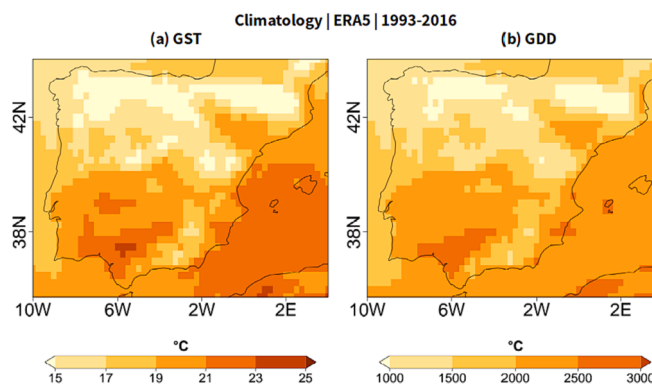 Climatology | ERA5 | 1993-2016
(a) GST
(b) GDD
42N
38N
10W 6W 2W 2E
42N
38N
10W 6W 2W 2E
°C
15 17 19 21 23 25
°C
1000 1500 2000 2500 3000